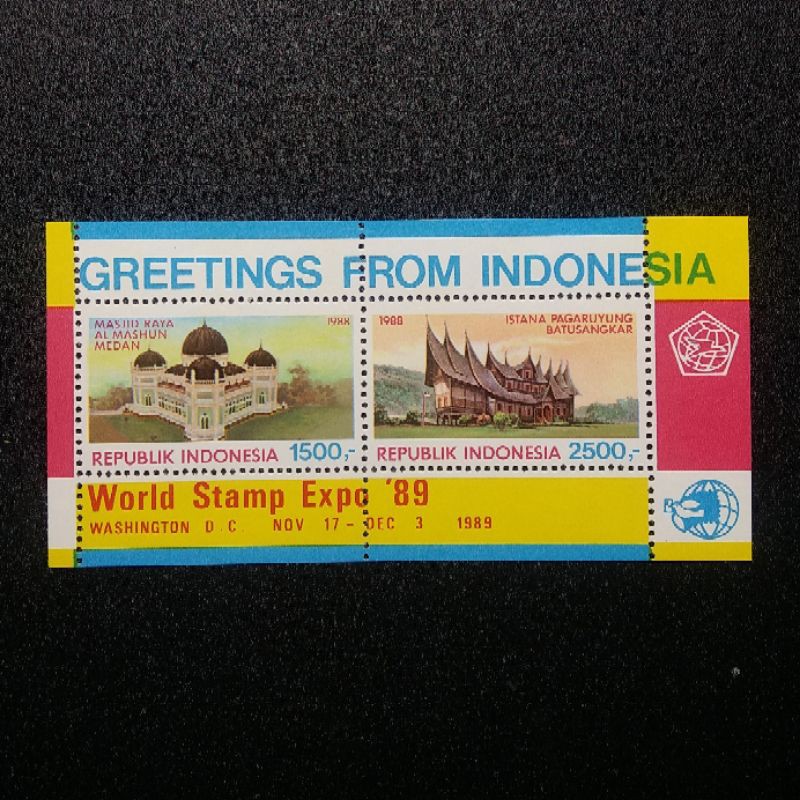 GREETINGS FROM INDONESIA
MASJID RAYA
AL MASHUN
MEDAN
1988
REPUBLIK INDONESIA 1500,-
1988
ISTANA PAGARUYUNG
BATUSANGKAR
REPUBLIK INDONESIA 2500,-
World Stamp Expo '89
WASHINGTON D.C. NOV 17 - DEC 3 1989